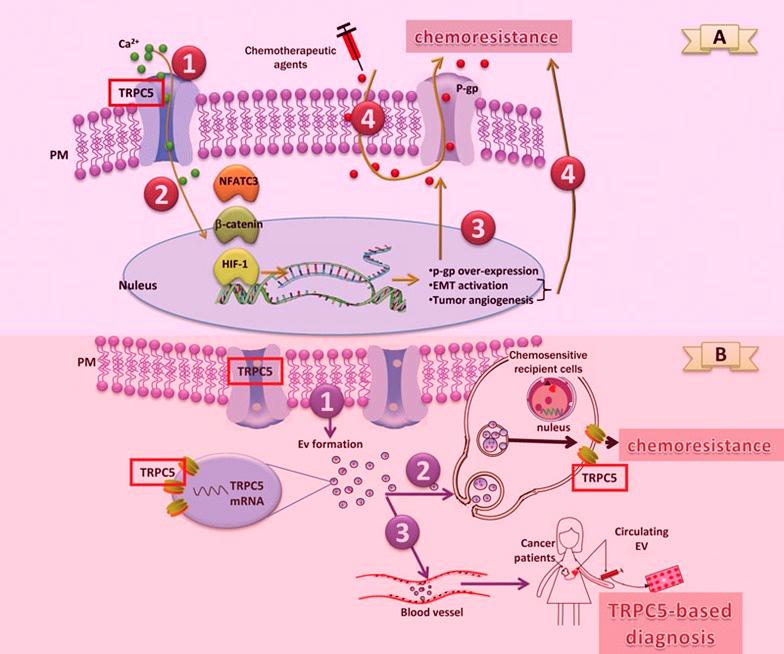 Ca²⁺
1
TRPC5
PM
2
Chemotherapeutic
agents
chemoresistance
A
P-gp
4
4
NFATC3
β-catenin
HIF-1
3
Nuleus
•p-gp over-expression
•EMT activation
•Tumor angiogenesis
B
PM
TRPC5
1
Ev formation
TRPC5
TRPC5
mRNA
2
Chemosensitive
recipient cells
nuleus
chemoresistance
TRPC5
3
Blood vessel
Cancer
patients
Circulating
EV
TRPC5-based
diagnosis